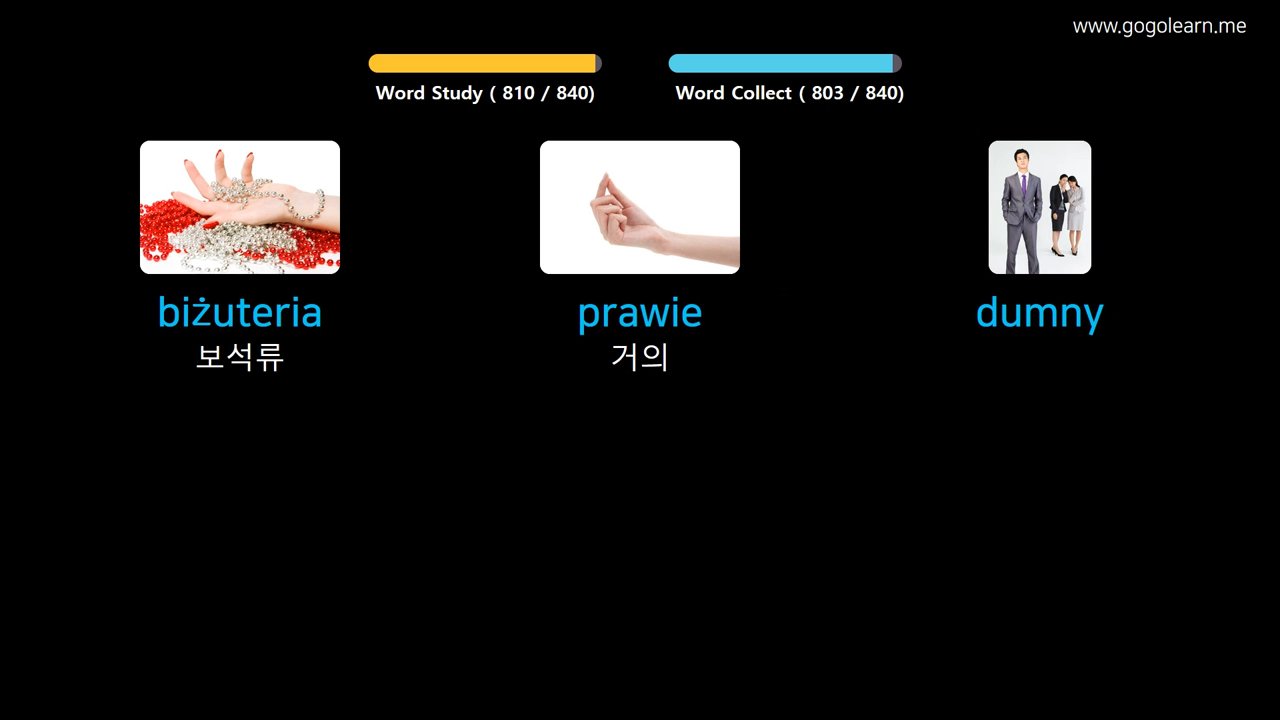 www.gogolearn.me
Word Study ( 810 / 840)
Word Collect ( 803 / 840)
biżuteria
보석류
prawie
거의
dumny